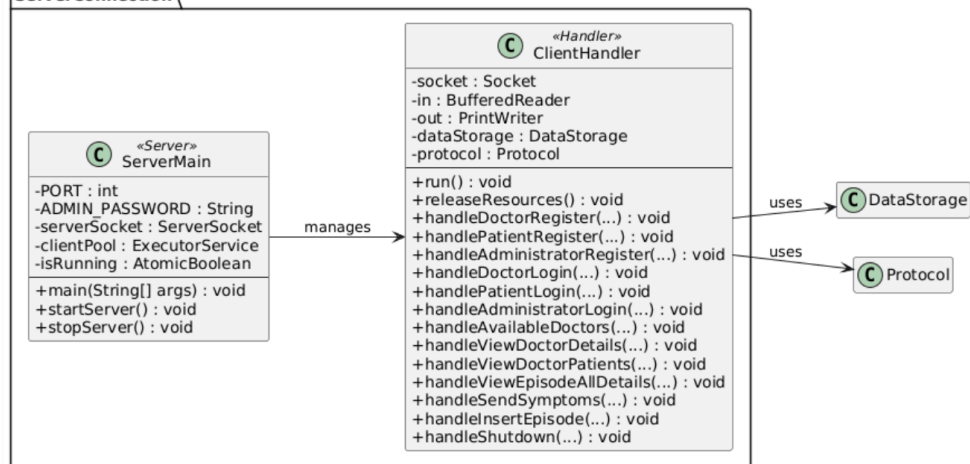 ServerConnection
«Server»
C ServerMain
-PORT : int
-ADMIN_PASSWORD : String
-serverSocket : ServerSocket
-clientPool : ExecutorService
-isRunning : AtomicBoolean
+main(String[] args) : void
+startServer() : void
+stopServer() : void
manages
«Handler»
C ClientHandler
-socket : Socket
-in : BufferedReader
-out : PrintWriter
-dataStorage : DataStorage
-protocol : Protocol
+run() : void
+releaseResources() : void
+handleDoctorRegister(...) : void
+handlePatientRegister(...) : void
+handleAdministratorRegister(...) : void
+handleDoctorLogin(...) : void
+handlePatientLogin(...) : void
+handleAdministratorLogin(...) : void
+handleAvailableDoctors(...) : void
+handleViewDoctorDetails(...) : void
+handleViewDoctorPatients(...) : void
+handleViewEpisodeAllDetails(...) : void
+handleSendSymptoms(...) : void
+handleInsertEpisode(...) : void
+handleShutdown(...) : void
uses
C DataStorage
uses
C Protocol